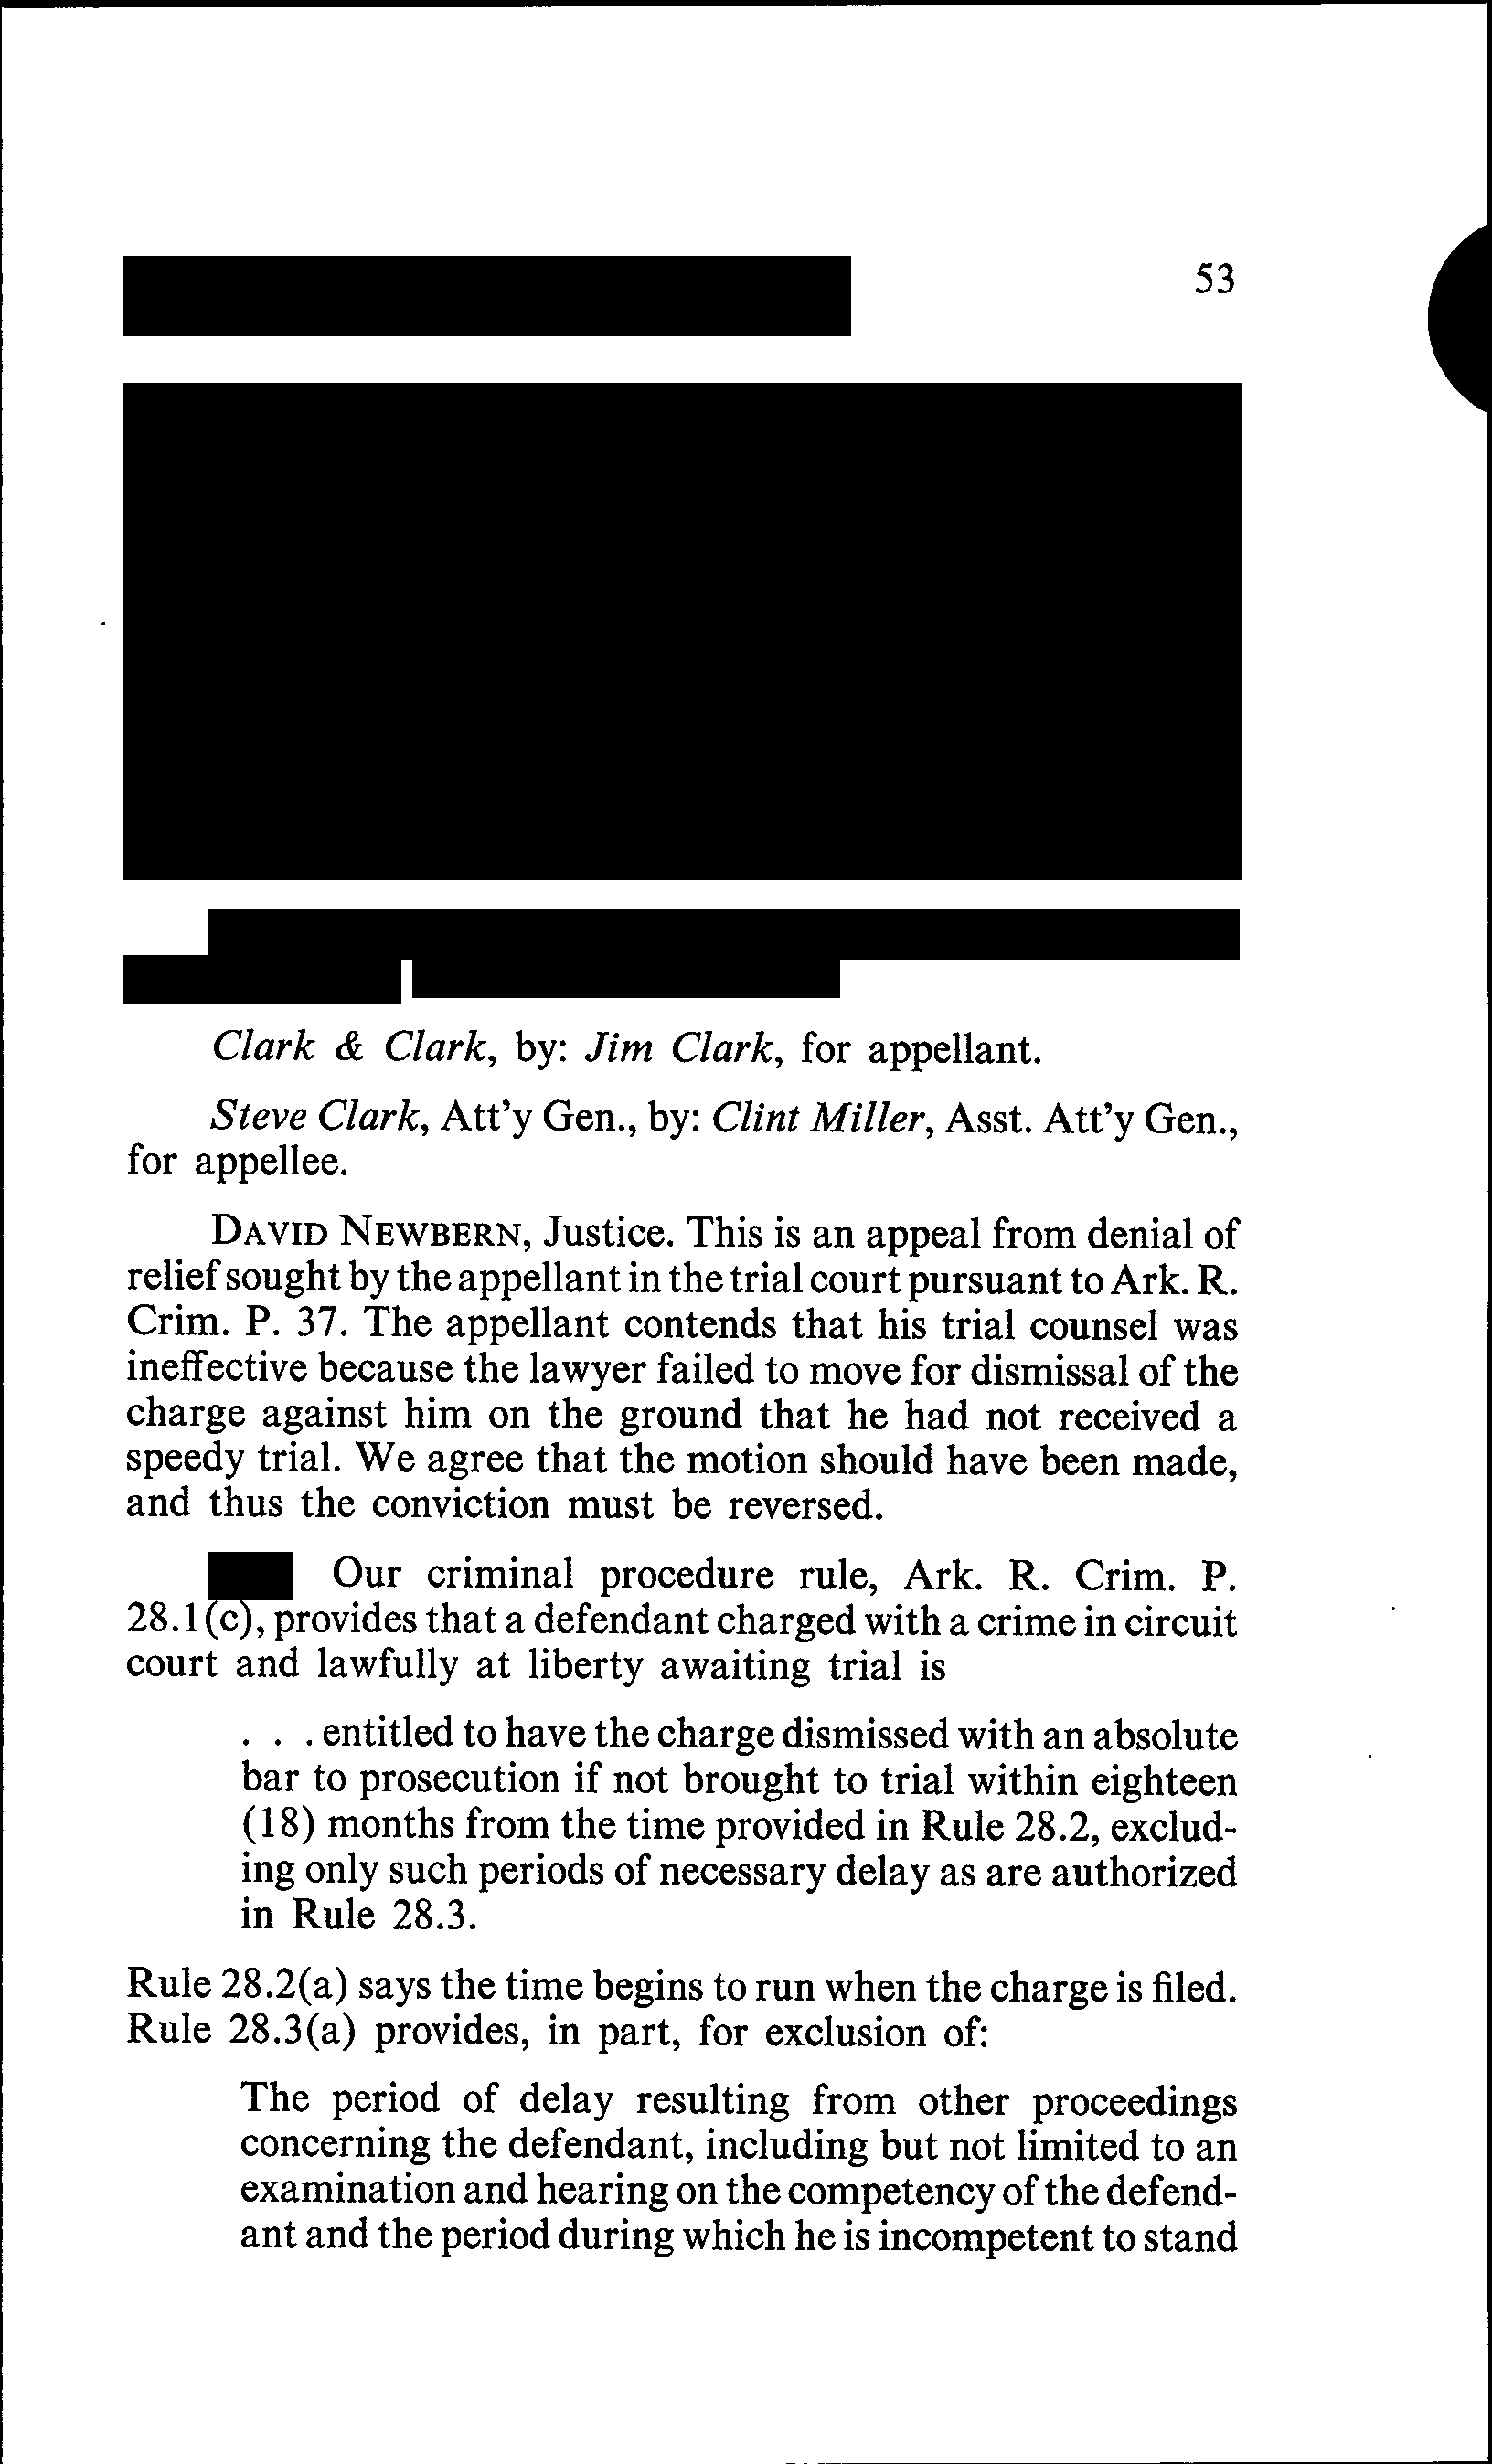 53
Clark & Clark, by: Jim Clark, for appellant.
Steve Clark, Att'y Gen., by: Clint Miller, Asst. Att'y Gen.,
for appellee.
DAVID NEWBERN, Justice. This is an appeal from denial of
relief sought by the appellant in the trial court pursuant to Ark. R.
Crim. P. 37. The appellant contends that his trial counsel was
ineffective because the lawyer failed to move for dismissal of the
charge against him on the ground that he had not received a
speedy trial. We agree that the motion should have been made,
and thus the conviction must be reversed.
Our criminal procedure rule, Ark. R. Crim. P.
28.1(c), provides that a defendant charged with a crime in circuit
court and lawfully at liberty awaiting trial is
. . . entitled to have the charge dismissed with an absolute
bar to prosecution if not brought to trial within eighteen
(18) months from the time provided in Rule 28.2, exclud-
ing only such periods of necessary delay as are authorized
in Rule 28.3.
Rule 28.2(a) says the time begins to run when the charge is filed.
Rule 28.3(a) provides, in part, for exclusion of:
The period of delay resulting from other proceedings
concerning the defendant, including but not limited to an
examination and hearing on the competency of the defend-
ant and the period during which he is incompetent to stand